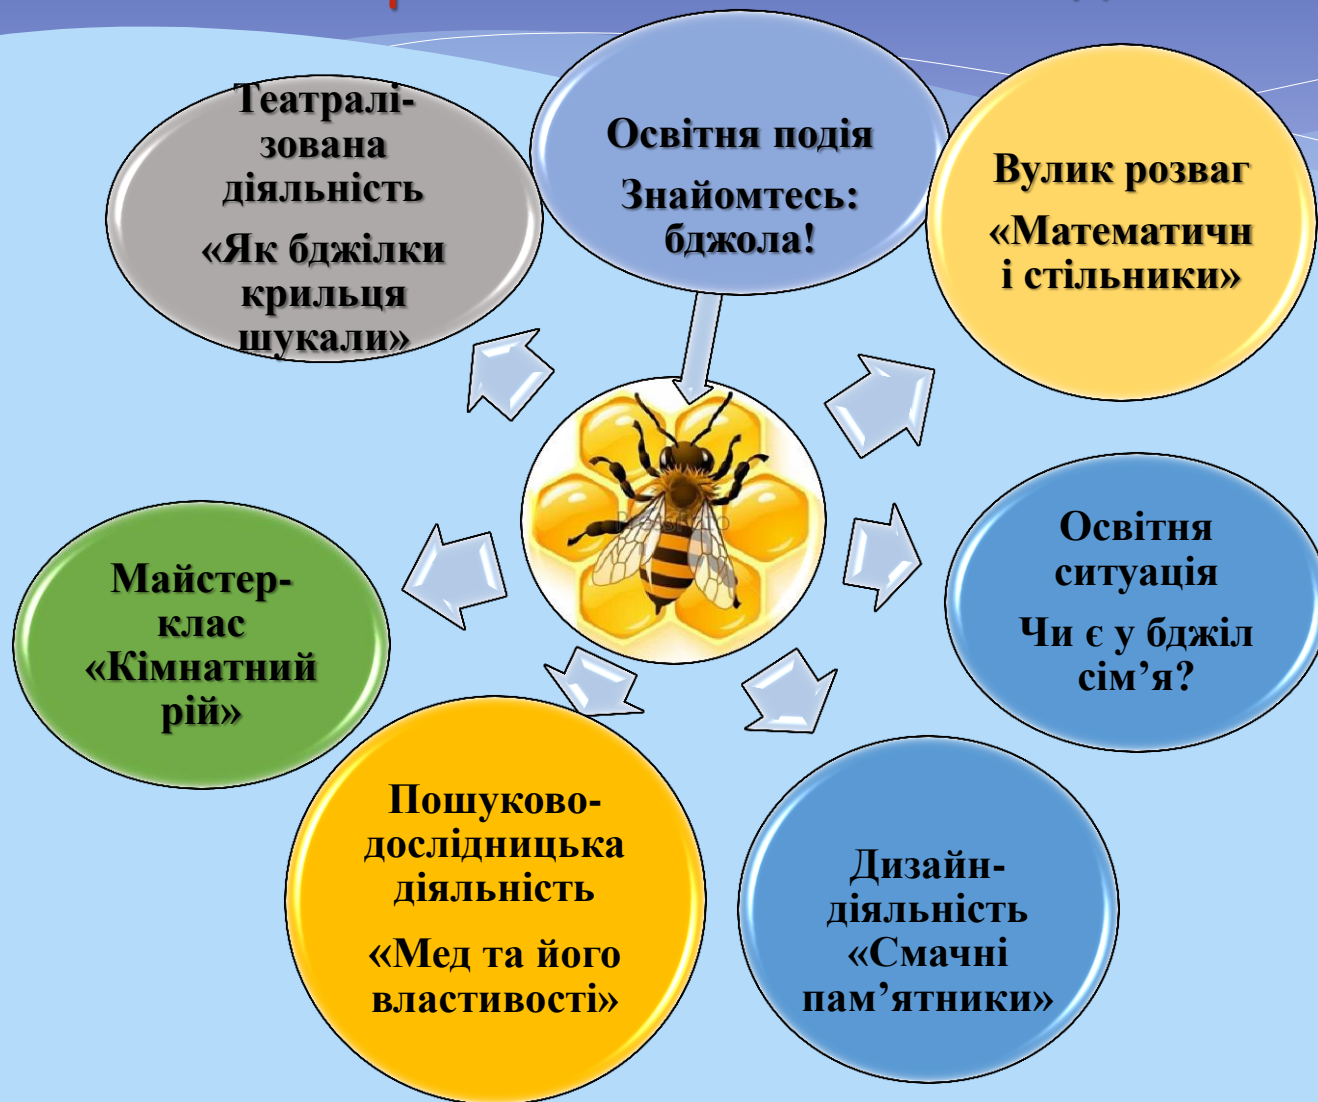 Театралі-
зована
діяльність
«Як бджілки
крильця
шукали»
Освітня подія
Знайомтесь:
бджола!
Вулик розваг
«Математичн
і стільники»
Освітня
ситуація
Чи є у бджіл
сім’я?
Дизайн-
діяльність
«Смачні
пам’ятники»
Пошуково-
дослідницька
діяльність
«Мед та його
властивості»
Майстер-
клас
«Кімнатний
рій»